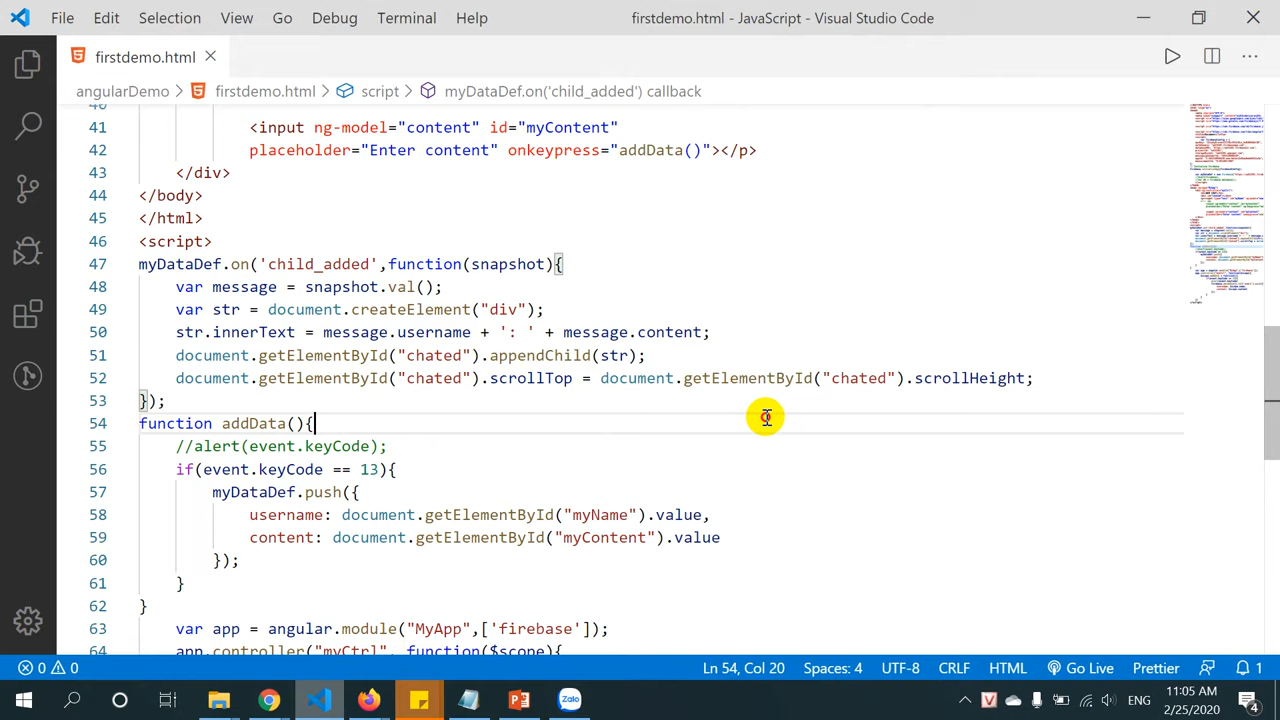 File Edit Selection View Go Debug Terminal Help firstdemo.html - JavaScript - Visual Studio Code
firstdemo.html
angularDemo firstdemo.html script myDataDef.on('child_added') callback
41 <input ng-model="content" id="myContent"
42 placeholder="Enter content" onkeypress="addData()"></p>
43 </div>
44 </body>
45 </html>
46 <script>
47 myDataDef.on('child_added',function(snapshot){
48 var message = snapshot.val();
49 var str = document.createElement("div");
50 str.innerText = message.username + ': ' + message.content;
51 document.getElementById("chated").appendChild(str);
52 document.getElementById("chated").scrollTop = document.getElementById("chated").scrollHeight;
53 });
54 function addData(){
55 //alert(event.keyCode);
56 if(event.keyCode == 13){
57 myDataDef.push({
58 username: document.getElementById("myName").value,
59 content: document.getElementById("myContent").value
60 });
61 }
62 }
63 var app = angular.module("MyApp",['firebase']);
64 app.controller("myCtrl", function($scope){
0 0 Ln 54, Col 20 Spaces: 4 UTF-8 CRLF HTML Go Live Prettier 1
Zalo V ENG 11:05 AM
2/25/2020 4